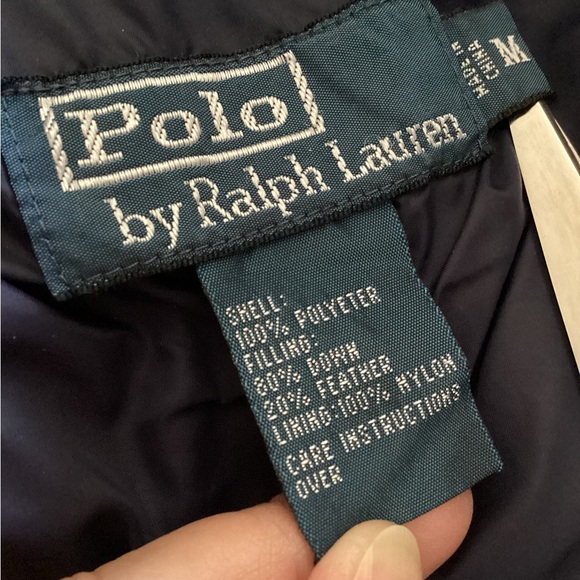 Polo
by Ralph Lauren
M
MADE IN
CHINA
SHELL:
100% POLYETER
FILLING:
80% DOWN
20% FEATHER
LINING:100% NYLON
CARE INSTRUCTIONS
OVER